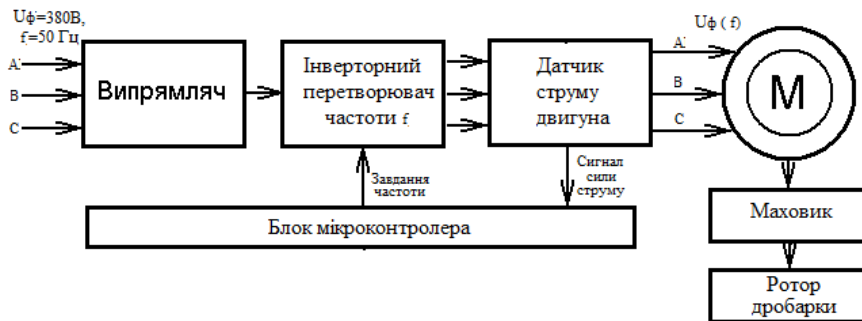 Uф=380В,
f=50 Гц
A
B
C
Випрямляч
Інверторний
перетворювач
частоти f
Датчик
струму
двигуна
Uф (f)
A
B
C
M
Завдання
частоти
Сигнал
сили
струму
Блок мікроконтролера
Маховик
Ротор
дробарки